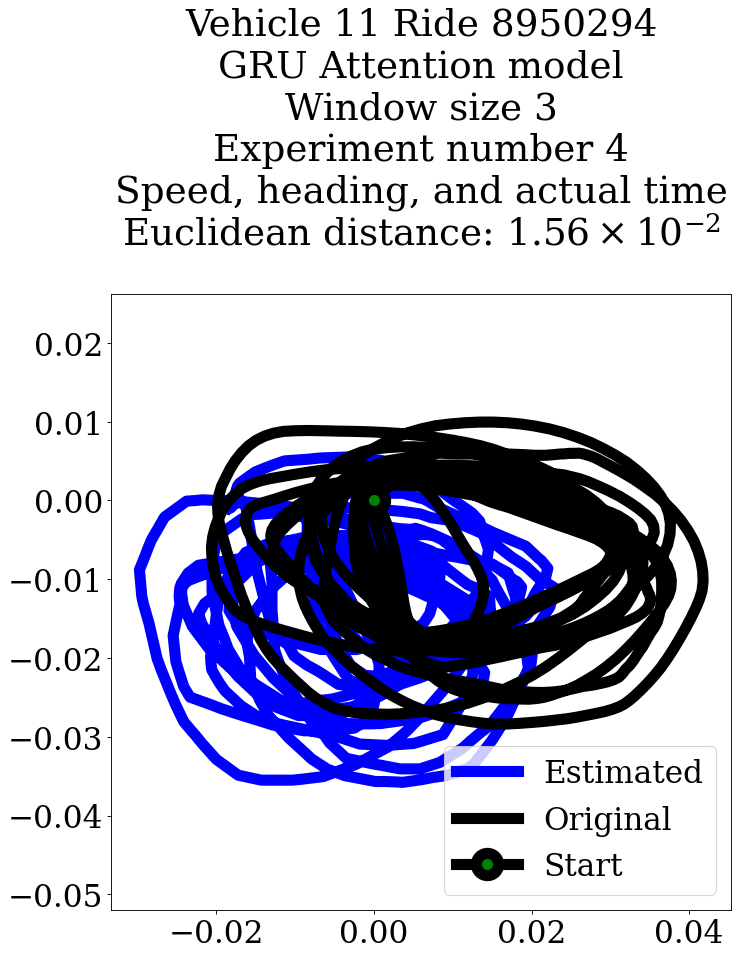 Vehicle 11 Ride 8950294
GRU Attention model
Window size 3
Experiment number 4
Speed, heading, and actual time
Euclidean distance: 1.56 × 10⁻²
0.02
0.01
0.00
−0.01
−0.02
−0.03
−0.04
−0.05
−0.02 0.00 0.02 0.04
Estimated
Original
Start